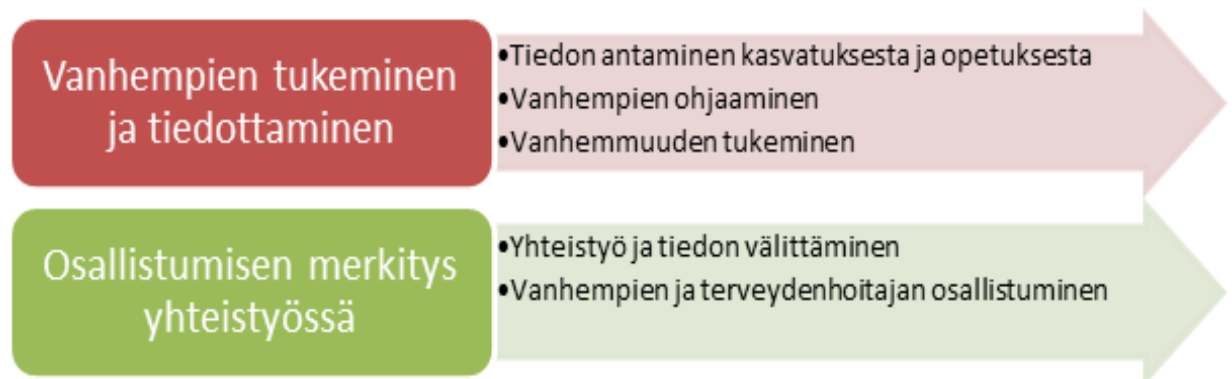 Vanhempien tukeminen
ja tiedottaminen
•Tiedon antaminen kasvatuksesta ja opetuksesta
•Vanhempien ohjaaminen
•Vanhemmuuden tukeminen
Osallistumisen merkitys
yhteistyössä
•Yhteistyö ja tiedon välittäminen
•Vanhempien ja terveydenhoitajan osallistuminen